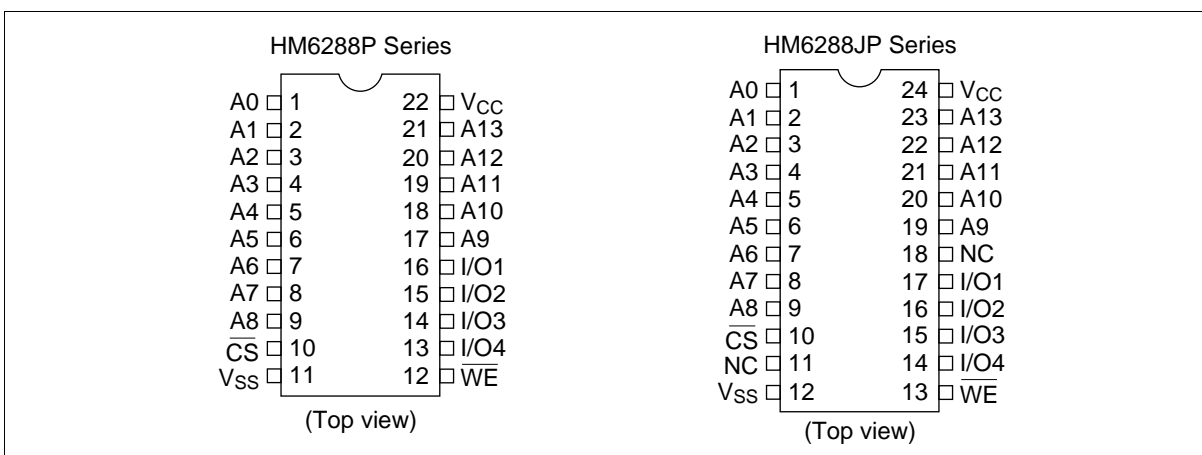 HM6288P Series
A0 1 22 VCC
A1 2 21 A13
A2 3 20 A12
A3 4 19 A11
A4 5 18 A10
A5 6 17 A9
A6 7 16 I/O1
A7 8 15 I/O2
A8 9 14 I/O3
C̅S̅ 10 13 I/O4
VSS 11 12 W̅E̅
(Top view)
HM6288JP Series
A0 1 24 VCC
A1 2 23 A13
A2 3 22 A12
A3 4 21 A11
A4 5 20 A10
A5 6 19 A9
A6 7 18 NC
A7 8 17 I/O1
A8 9 16 I/O2
C̅S̅ 10 15 I/O3
NC 11 14 I/O4
VSS 12 13 W̅E̅
(Top view)